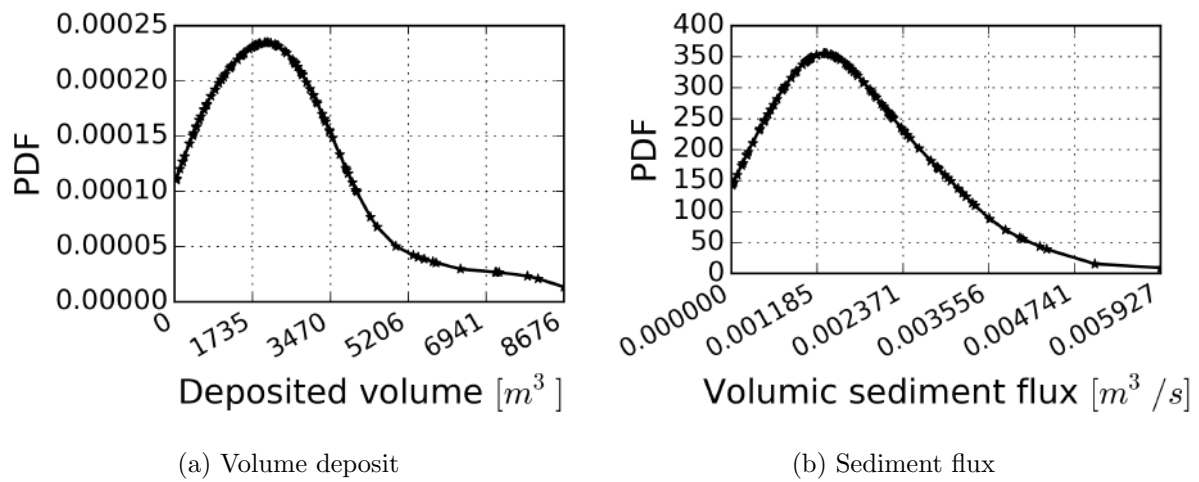 0.00025
0.00020
0.00015
0.00010
0.00005
0.00000
PDF
0 1735 3470 5206 6941 8676
Deposited volume [m³ ]
(a) Volume deposit
400
350
300
250
200
150
100
50
0
PDF
0.000000 0.001185 0.002371 0.003556 0.004741 0.005927
Volumic sediment flux [m³ /s]
(b) Sediment flux